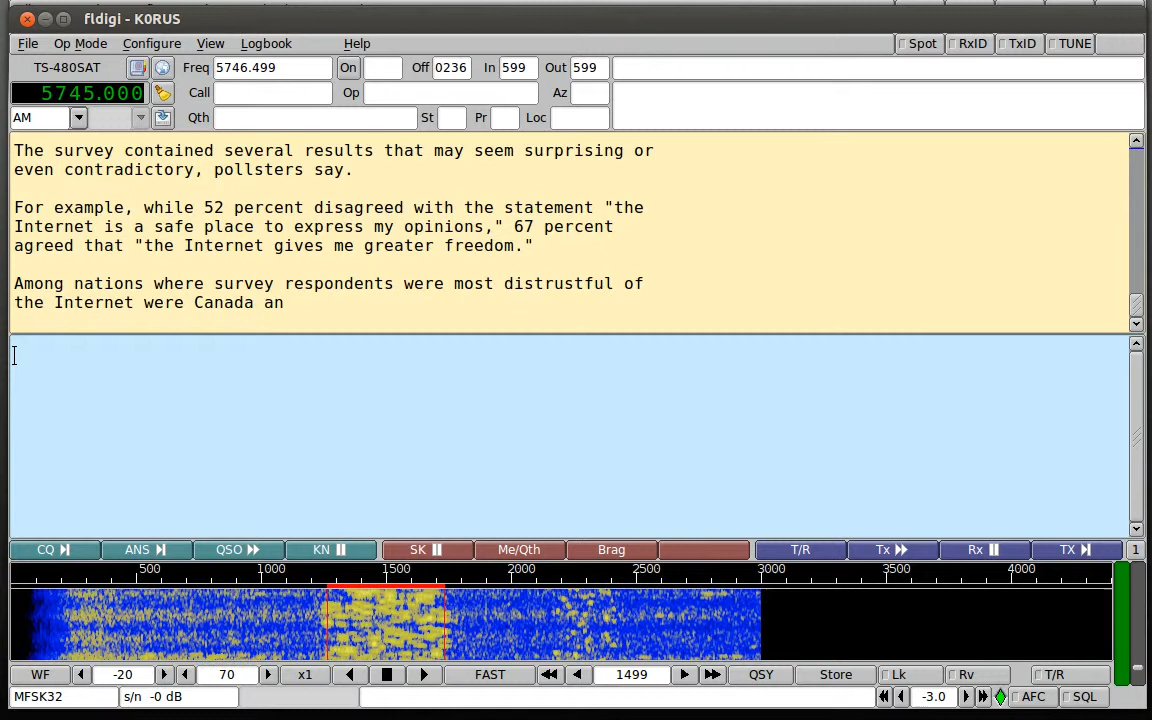 fldigi - K0RUS
File Op Mode Configure View Logbook Help Spot RxID TxID TUNE
TS-480SAT Freq 5746.499 On Off 0236 In 599 Out 599
5745.000 Call Op Az
AM Qth St Pr Loc
The survey contained several results that may seem surprising or
even contradictory, pollsters say.
For example, while 52 percent disagreed with the statement "the
Internet is a safe place to express my opinions," 67 percent
agreed that "the Internet gives me greater freedom."
Among nations where survey respondents were most distrustful of
the Internet were Canada an
CQ ANS QSO KN SK Me/Qth Brag T/R Tx Rx TX 1
500 1000 1500 2000 2500 3000 3500 4000
WF -20 70 x1 FAST 1499 QSY Store Lk Rv T/R
MFSK32 s/n -0 dB -3.0 AFC SQL